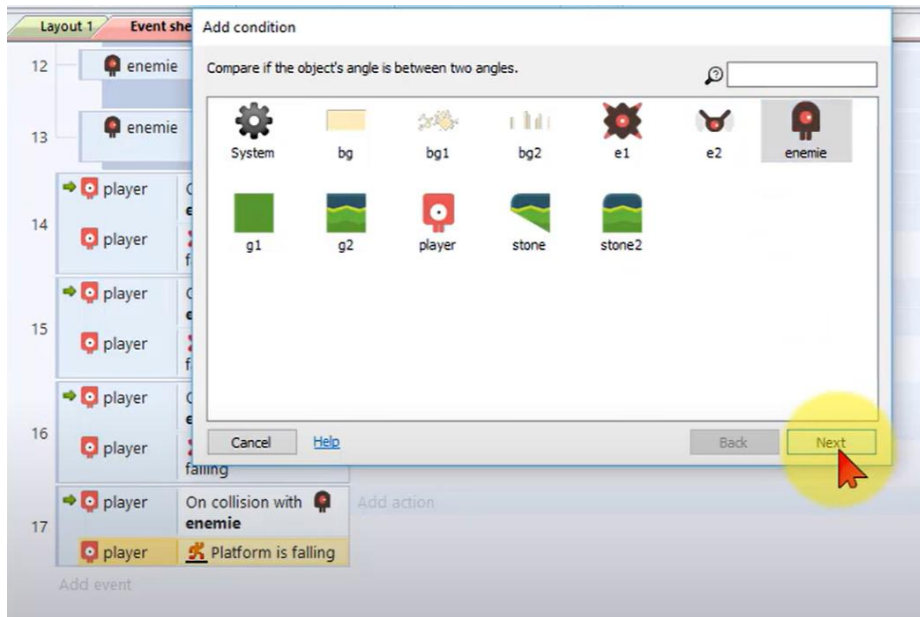 Layout 1 Event she
Add condition
Compare if the object's angle is between two angles.
12 enemie
13 enemie
System bg bg1 bg2 e1 e2 enemie
g1 g2 player stone stone2
14 player
player
15 player
player
16 player
player
falling
Cancel Help Back Next
17 player On collision with Add action
enemie
player Platform is falling
Add event